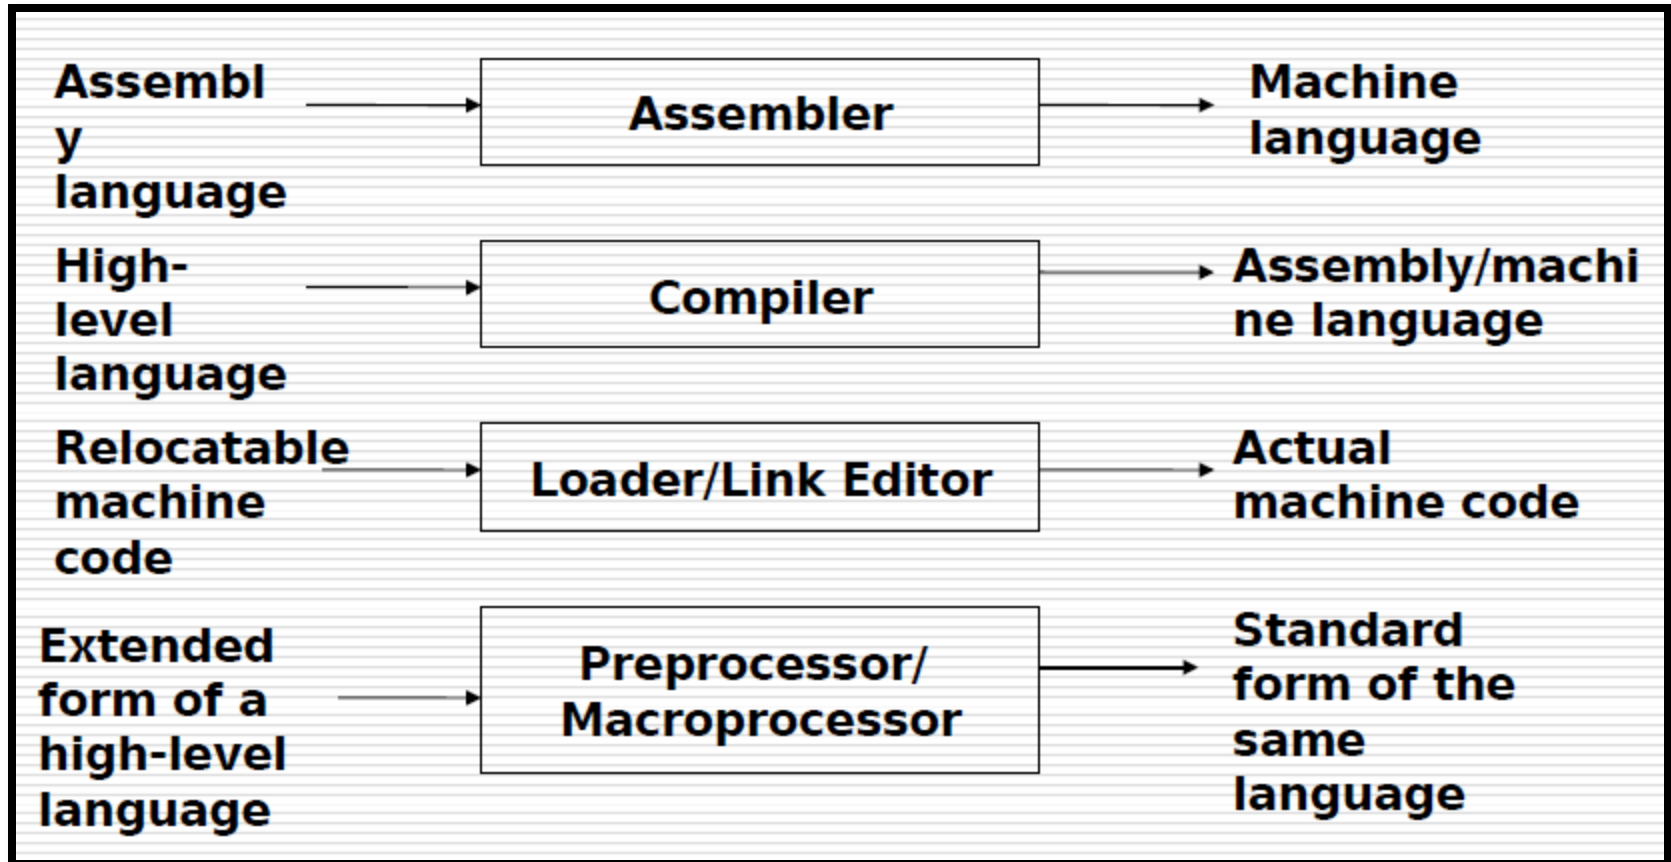 Assembl
y
language
Assembler
Machine
language
High-
level
language
Compiler
Assembly/machi
ne language
Relocatable
machine
code
Loader/Link Editor
Actual
machine code
Extended
form of a
high-level
language
Preprocessor/
Macroprocessor
Standard
form of the
same
language